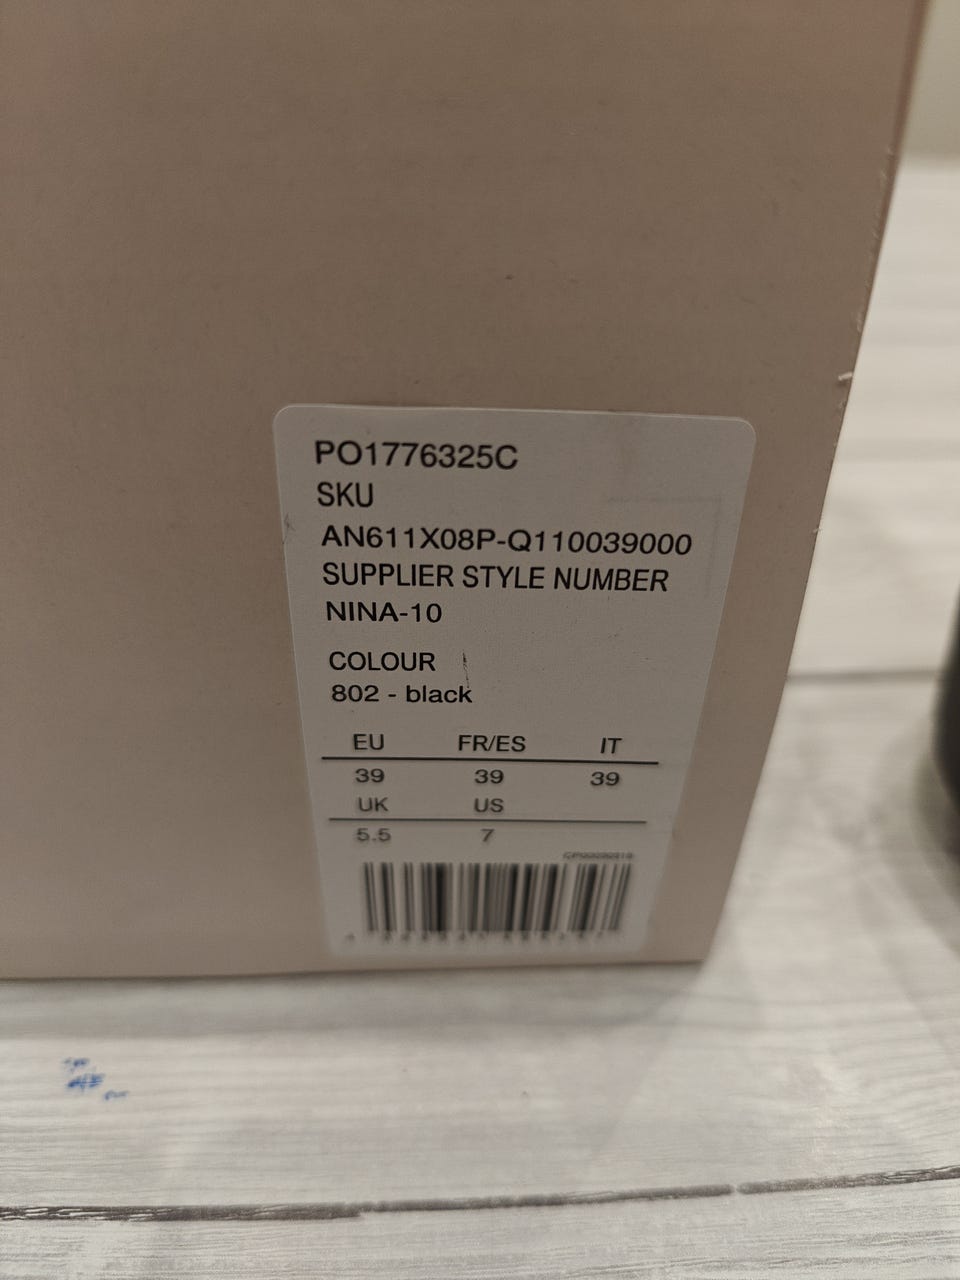 PO1776325C
SKU
AN611X08P-Q110039000
SUPPLIER STYLE NUMBER
NINA-10
COLOUR
802 - black
EU FR/ES IT
39 39 39
UK US
5.5 7